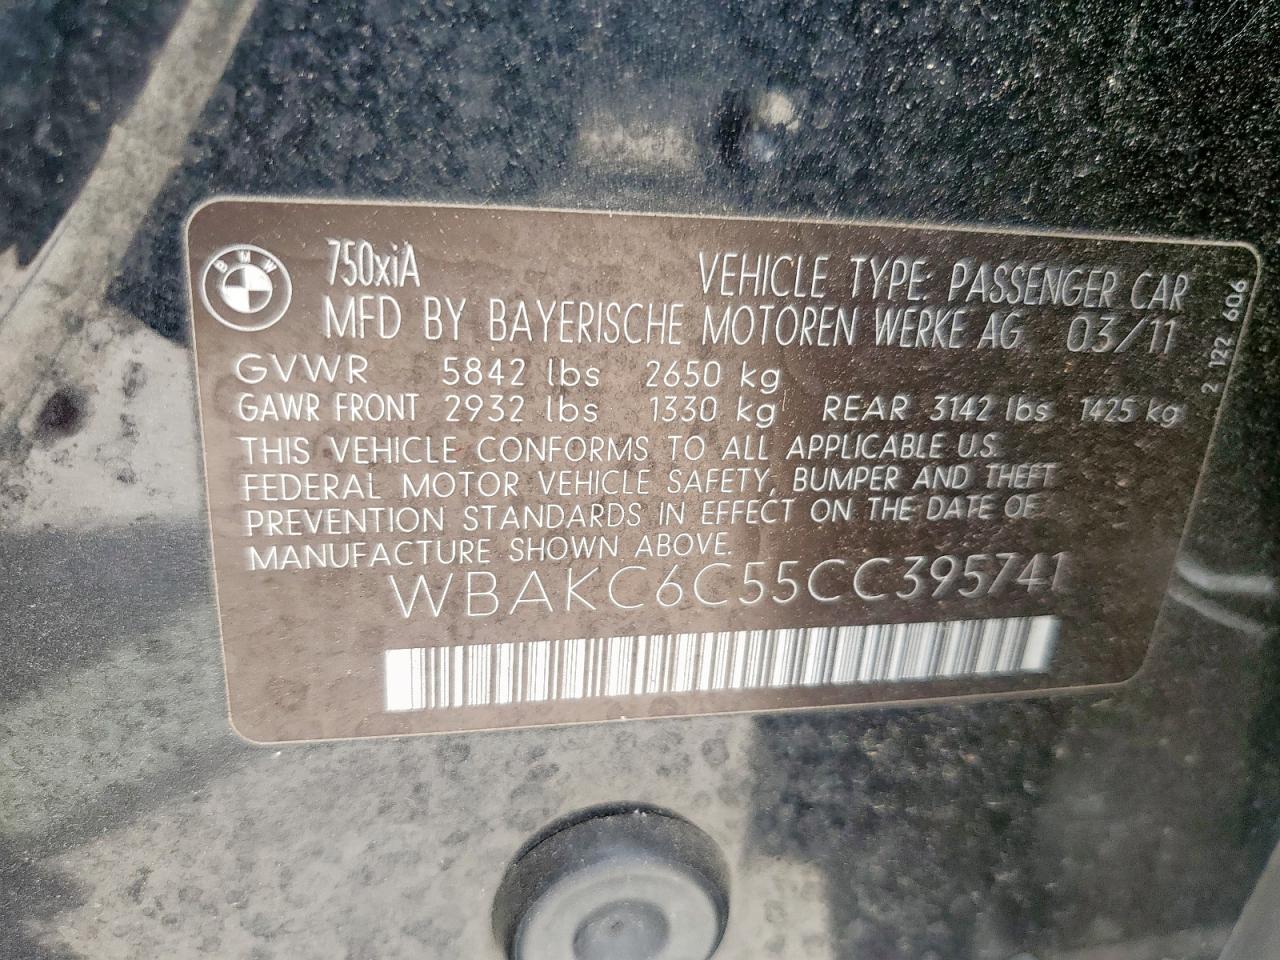 BMW
750xiA VEHICLE TYPE: PASSENGER CAR
MFD BY BAYERISCHE MOTOREN WERKE AG 03/11
GVWR 5842 lbs 2650 kg
GAWR FRONT 2932 lbs 1330 kg REAR 3142 lbs 1425 kg
THIS VEHICLE CONFORMS TO ALL APPLICABLE U.S.
FEDERAL MOTOR VEHICLE SAFETY, BUMPER AND THEFT
PREVENTION STANDARDS IN EFFECT ON THE DATE OF
MANUFACTURE SHOWN ABOVE.
WBAKC6C55CC395741
2 122 606